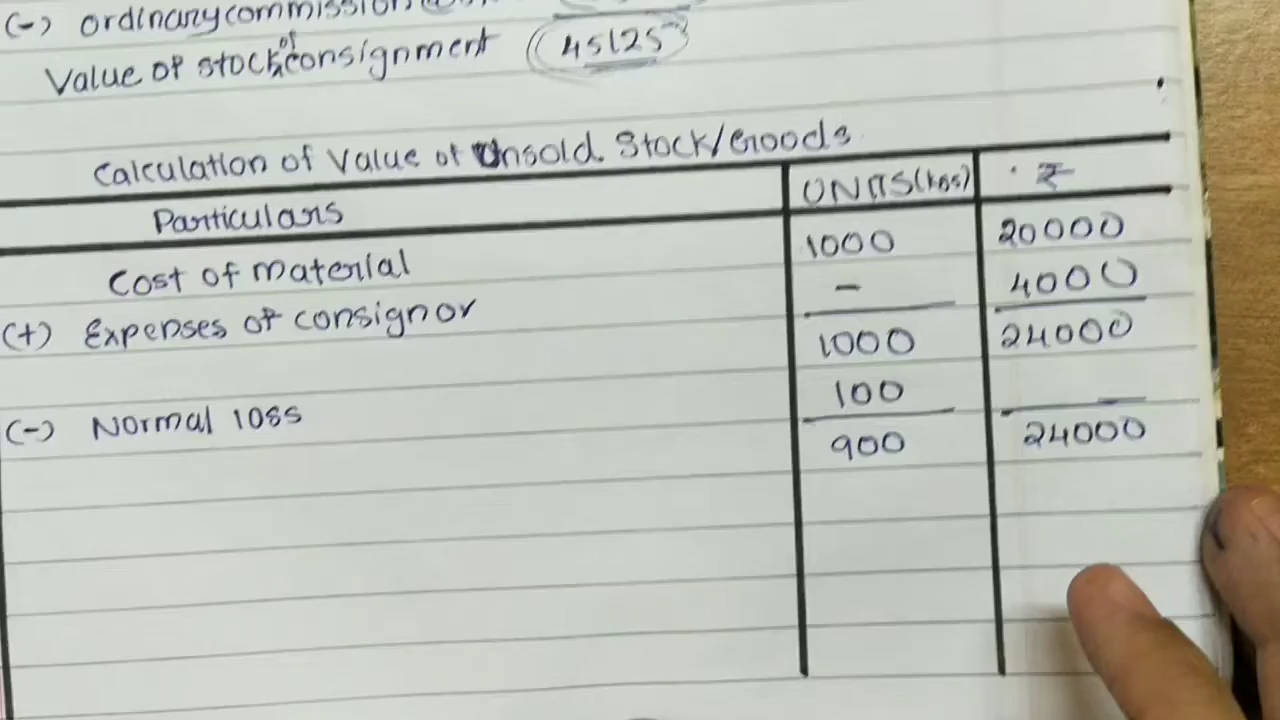 (-) ordinary commission
Value of stock of consignment 45125
Calculation of Value of Unsold Stock/Goods
Particulars UNITS(kgs) ₹
Cost of material 1000 20000
(+) Expenses of consignor - 4000
1000 24000
(-) Normal loss 100 —
900 24000